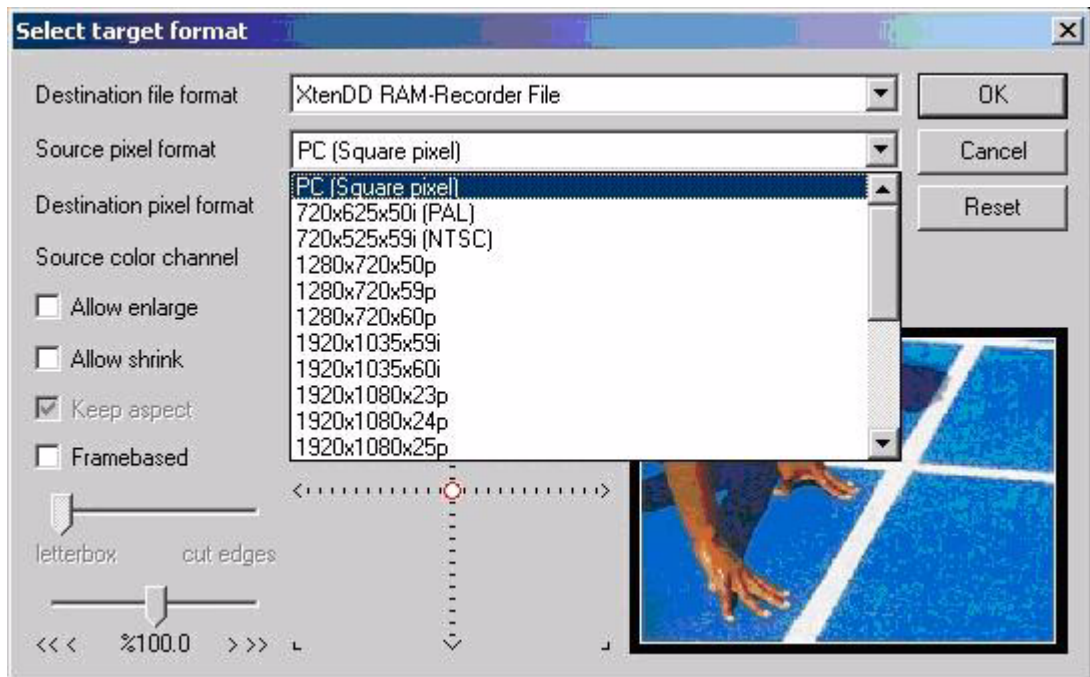 Select target format
Destination file format
XtenDD RAM-Recorder File
OK
Source pixel format
PC (Square pixel)
Cancel
PC (Square pixel)
Destination pixel format
720x625x50i (PAL)
Reset
720x525x59i (NTSC)
Source color channel
1280x720x50p
1280x720x59p
Allow enlarge
1280x720x60p
1920x1035x59i
Allow shrink
1920x1035x60i
1920x1080x23p
Keep aspect
1920x1080x24p
1920x1080x25p
Framebased
letterbox cut edges
<< < %100.0 > >>